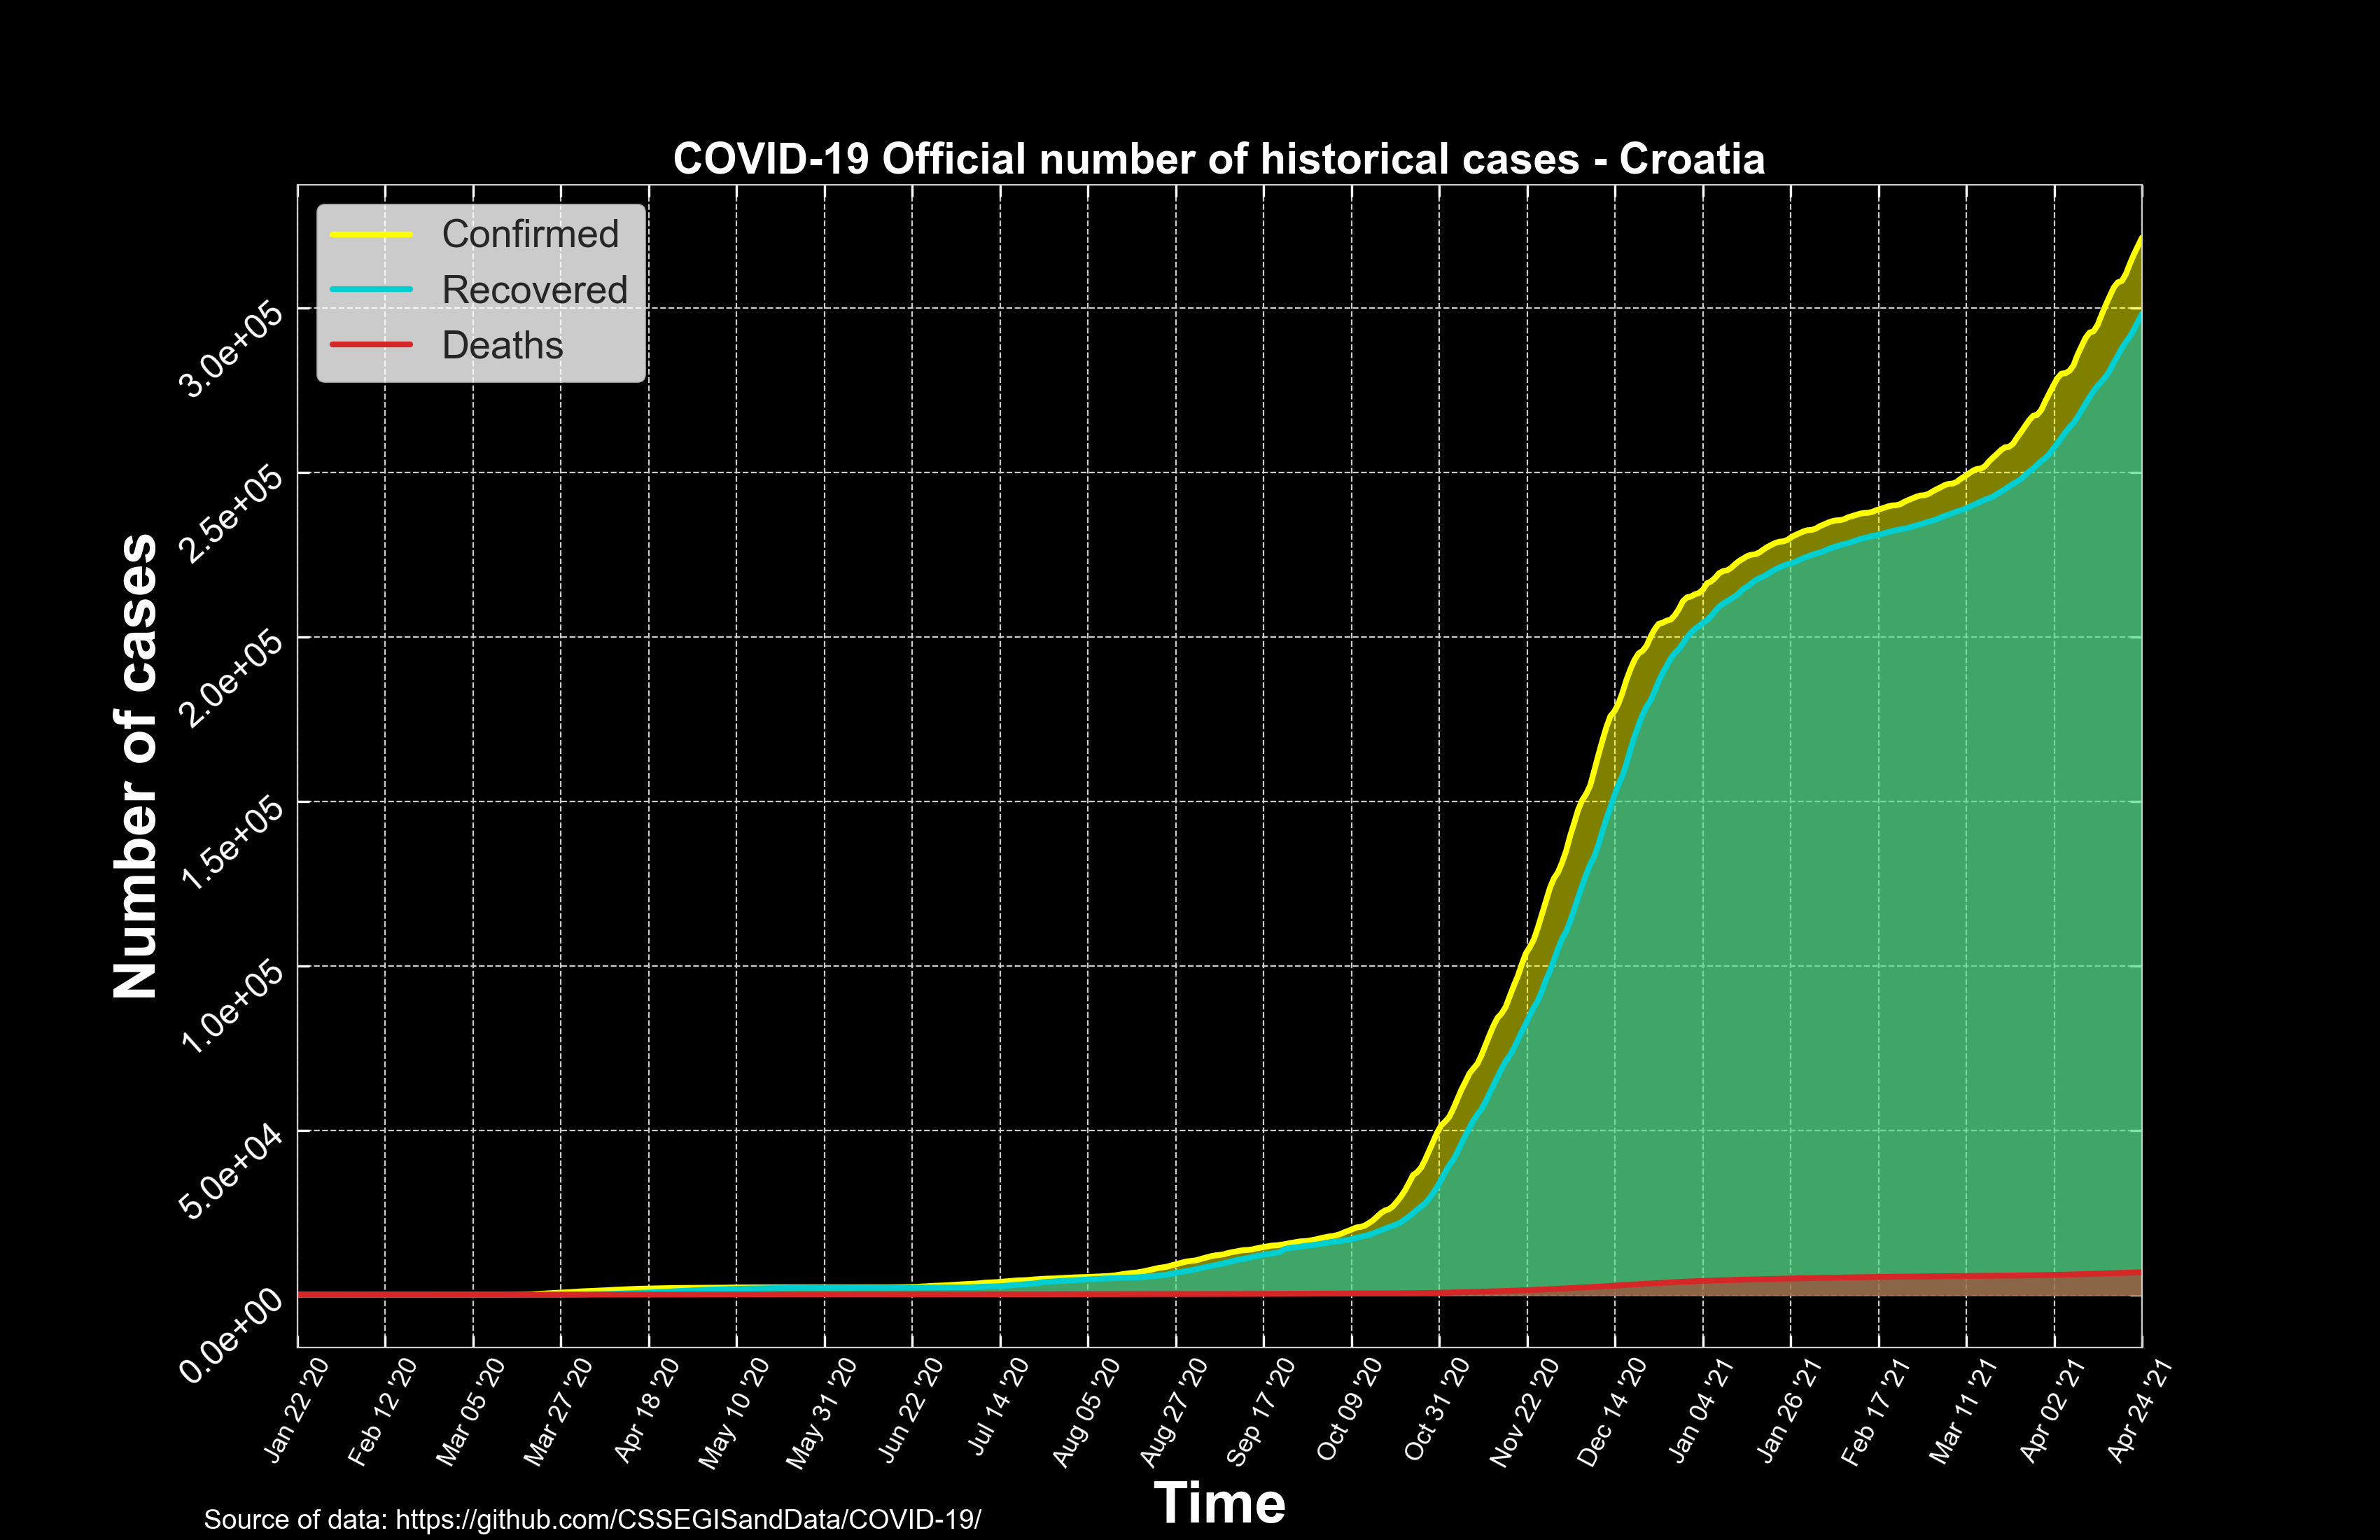 COVID-19 Official number of historical cases - Croatia
Confirmed
Recovered
Deaths
Number of cases
3.0e+05
2.5e+05
2.0e+05
1.5e+05
1.0e+05
5.0e+04
0.0e+00
Jan 22 '20
Feb 12 '20
Mar 05 '20
Mar 27 '20
Apr 18 '20
May 10 '20
May 31 '20
Jun 22 '20
Jul 14 '20
Aug 05 '20
Aug 27 '20
Sep 17 '20
Oct 09 '20
Oct 31 '20
Nov 22 '20
Dec 14 '20
Jan 04 '21
Jan 26 '21
Feb 17 '21
Mar 11 '21
Apr 02 '21
Apr 24 '21
Time
Source of data: https://github.com/CSSEGISandData/COVID-19/